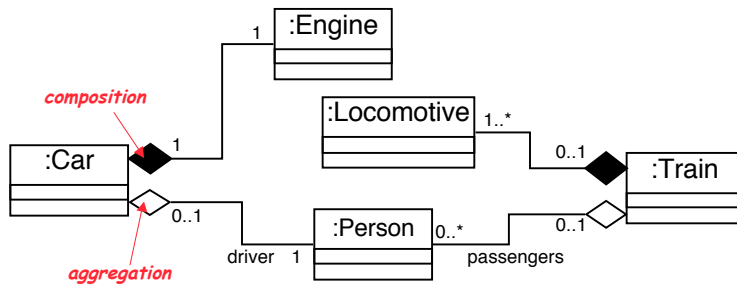 :Engine
1
composition
:Locomotive
1..*
1
:Car
0..1
:Train
0..1
:Person
0..*
0..1
driver
1
passengers
aggregation